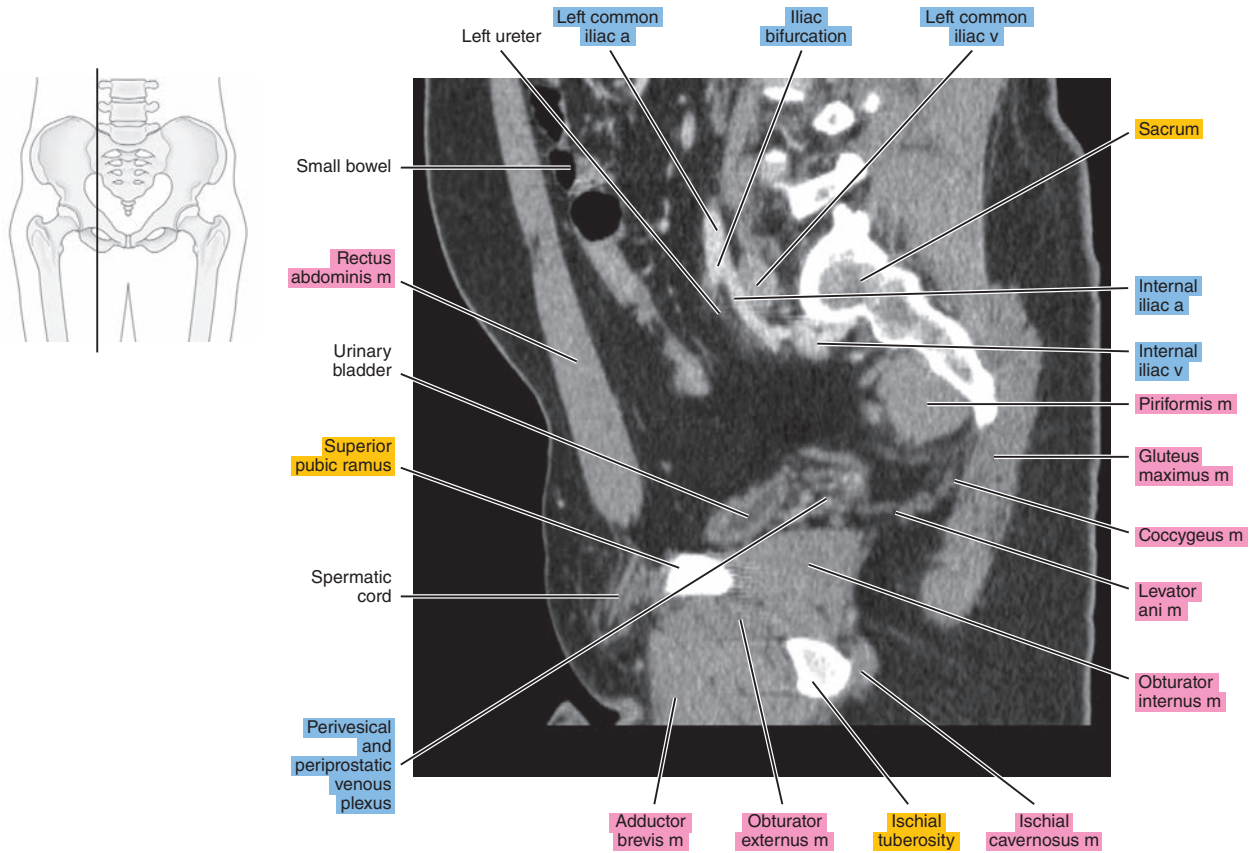 Left ureter
Left common
iliac a
Iliac
bifurcation
Left common
iliac v
Sacrum
Small bowel
Rectus
abdominis m
Internal
iliac a
Urinary
bladder
Internal
iliac v
Piriformis m
Superior
pubic ramus
Gluteus
maximus m
Coccygeus m
Spermatic
cord
Levator
ani m
Obturator
internus m
Perivesical
and
periprostatic
venous
plexus
Adductor
brevis m
Obturator
externus m
Ischial
tuberosity
Ischial
cavernosus m